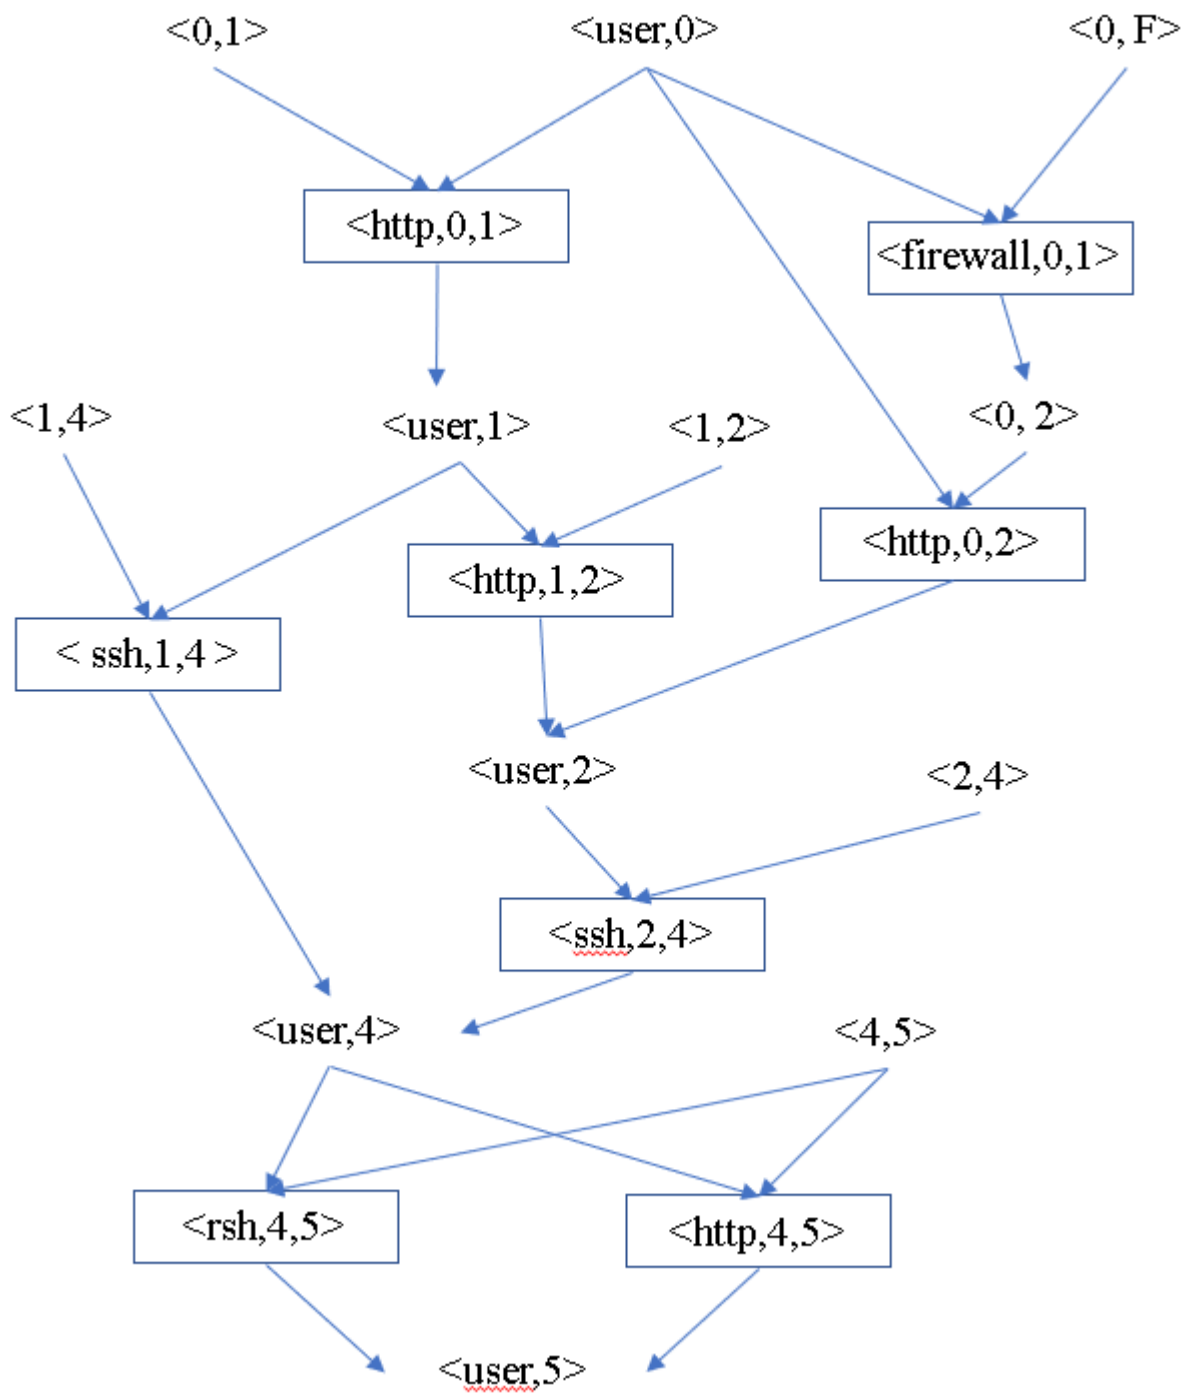 <0,1>
<user,0>
<0, F>
<http,0,1>
<firewall,0,1>
<1,4>
<user,1>
<1,2>
<0, 2>
<http,0,2>
<http,1,2>
< ssh,1,4 >
<user,2>
<2,4>
<ssh,2,4>
<user,4>
<4,5>
<rsh,4,5>
<http,4,5>
<user,5>